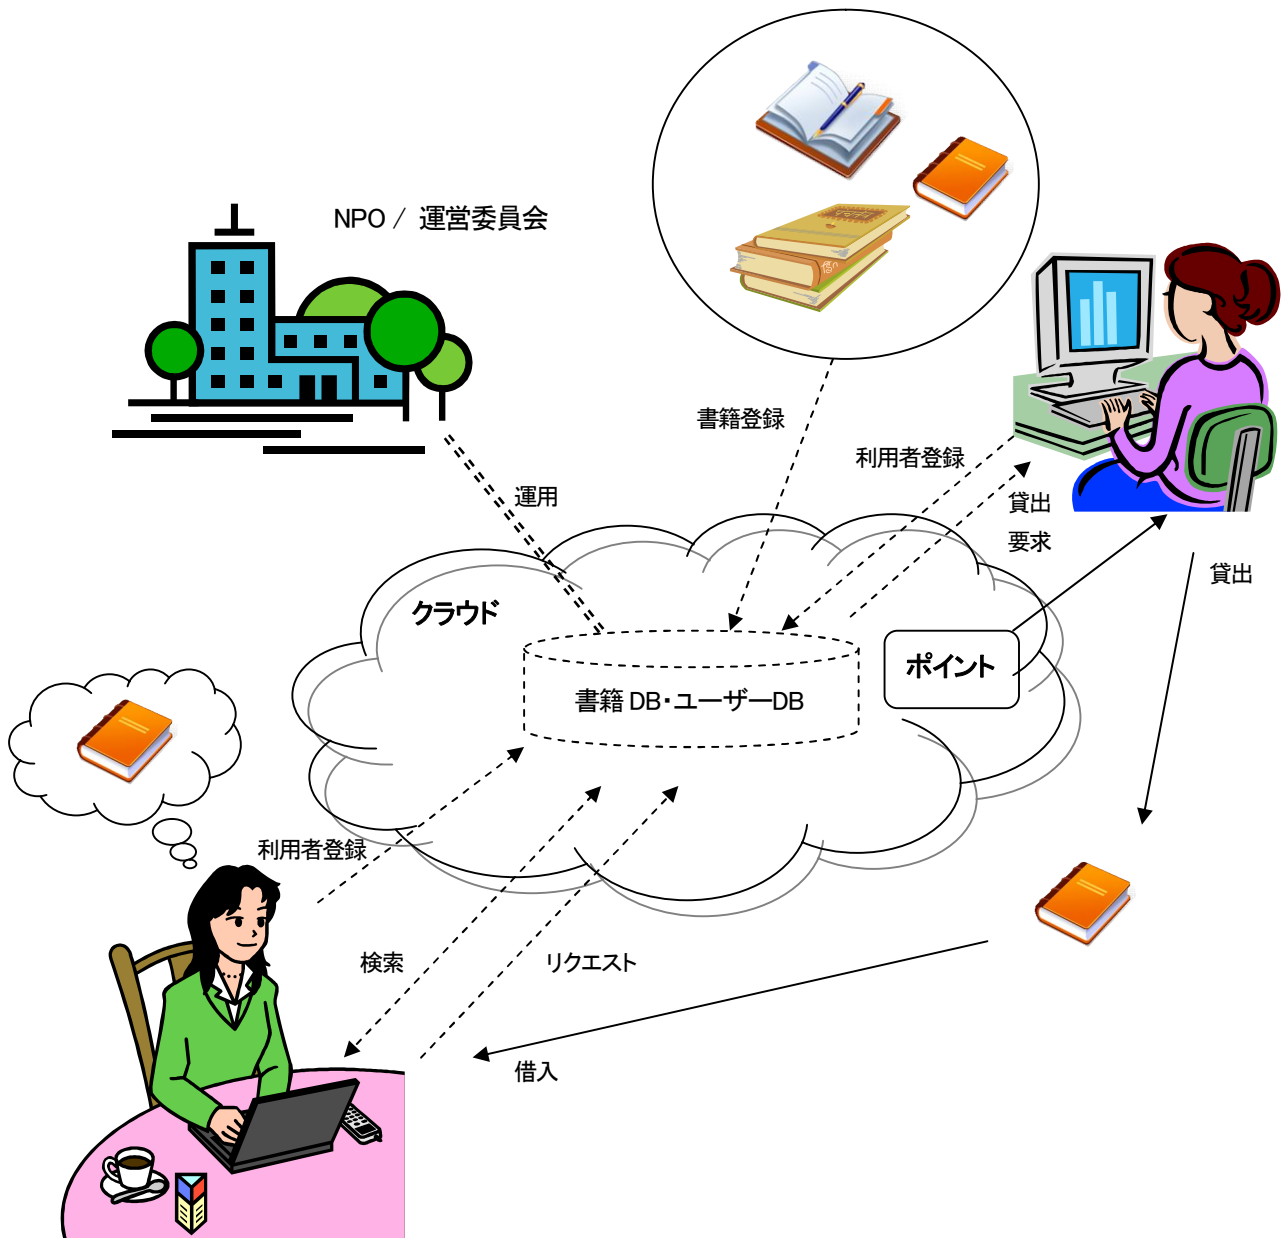 NPO / 運営委員会
書籍登録
利用者登録
運用
貸出
要求
貸出
クラウド
ポイント
書籍 DB・ユーザーDB
利用者登録
検索
リクエスト
借入